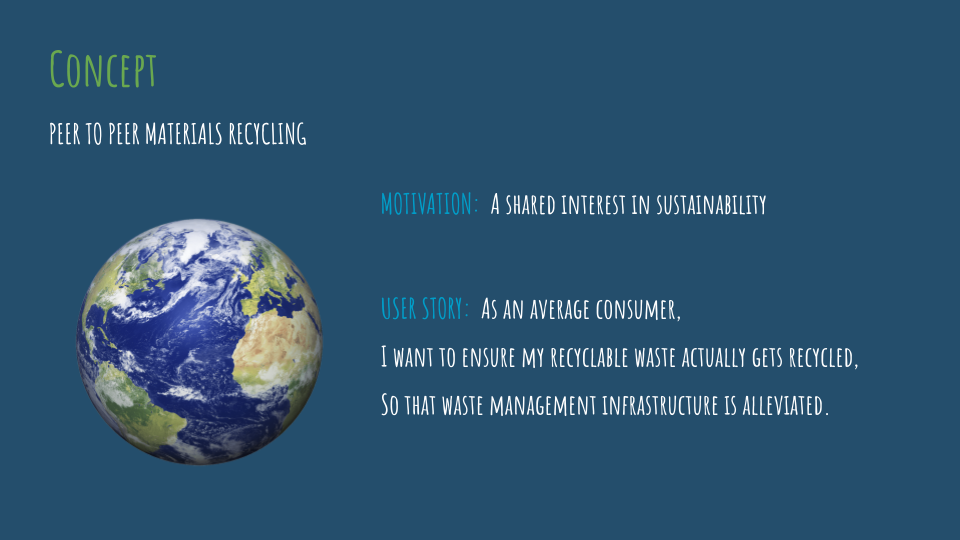 Concept
PEER TO PEER MATERIALS RECYCLING
MOTIVATION: A shared interest in sustainability
USER STORY: As an average consumer,
I want to ensure my recyclable waste actually gets recycled,
So that waste management infrastructure is alleviated.